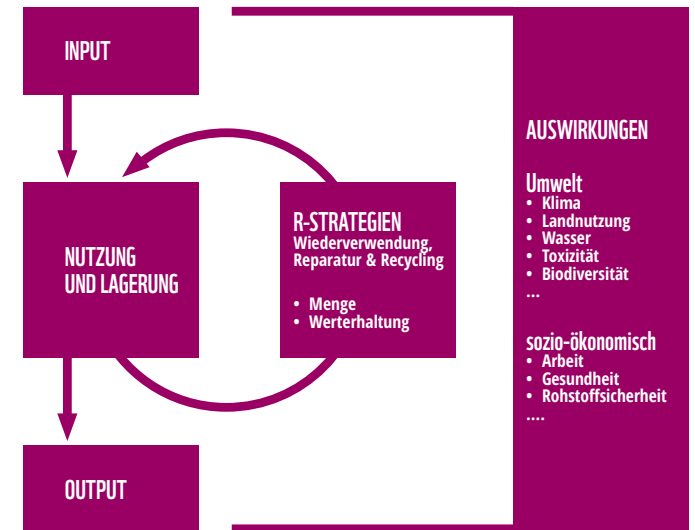 INPUT
NUTZUNG
UND LAGERUNG
OUTPUT
R-STRATEGIEN
Wiederverwendung,
Reparatur & Recycling
• Menge
• Werterhaltung
AUSWIRKUNGEN
Umwelt
• Klima
• Landnutzung
• Wasser
• Toxizität
• Biodiversität
...
sozio-ökonomisch
• Arbeit
• Gesundheit
• Rohstoffsicherheit
....